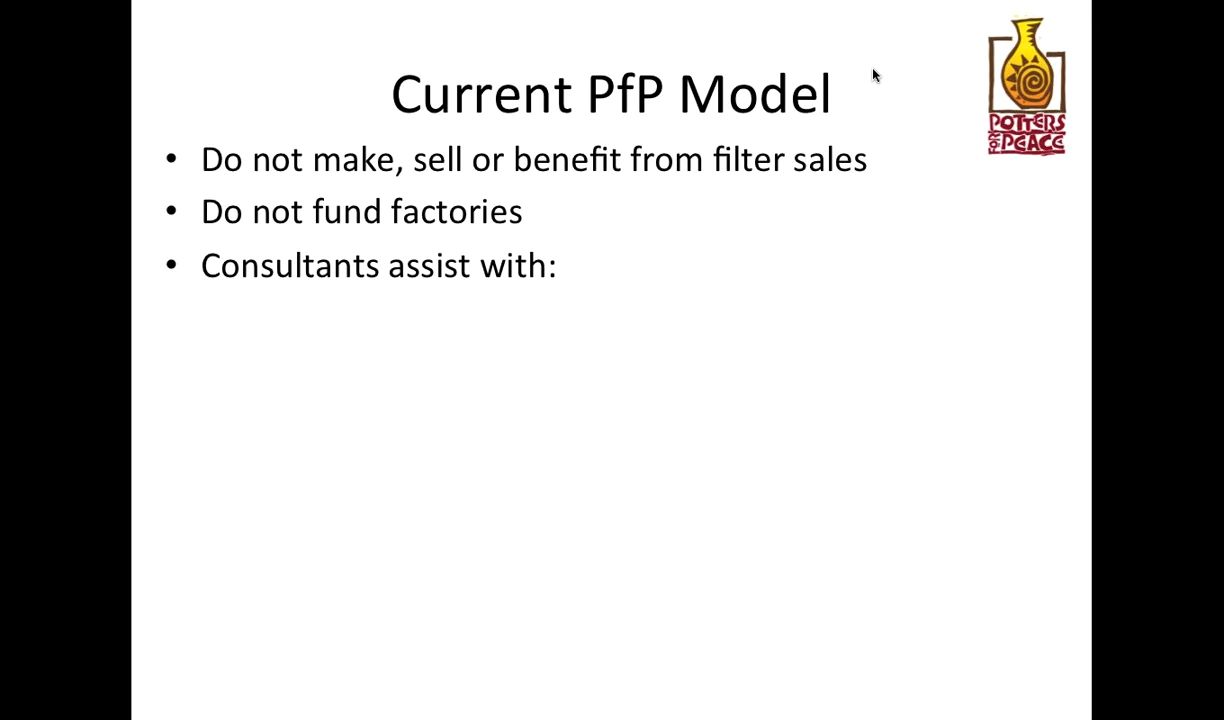 Current PfP Model
• Do not make, sell or benefit from filter sales
• Do not fund factories
• Consultants assist with:
POTTERS
FOR PEACE